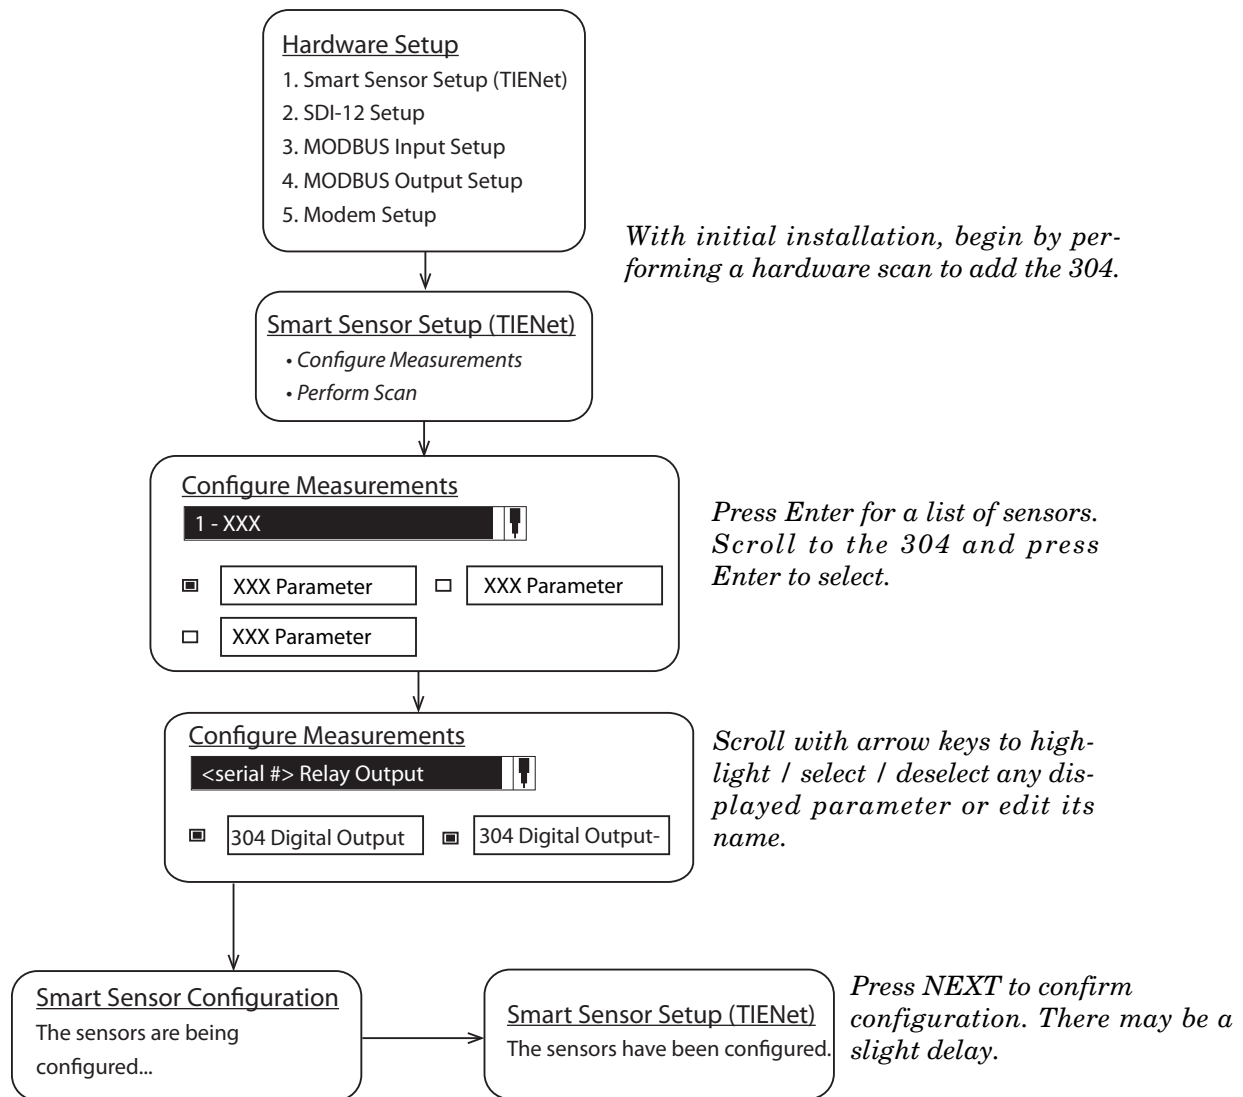 Hardware Setup
1. Smart Sensor Setup (TIENet)
2. SDI-12 Setup
3. MODBUS Input Setup
4. MODBUS Output Setup
5. Modem Setup
With initial installation, begin by per-
forming a hardware scan to add the 304.
Smart Sensor Setup (TIENet)
• Configure Measurements
• Perform Scan
Configure Measurements
1 - XXX
XXX Parameter
XXX Parameter
XXX Parameter
Press Enter for a list of sensors.
Scroll to the 304 and press
Enter to select.
Configure Measurements
<serial #> Relay Output
304 Digital Output
304 Digital Output-
Scroll with arrow keys to high-
light / select / deselect any dis-
played parameter or edit its
name.
Smart Sensor Configuration
The sensors are being
configured...
Smart Sensor Setup (TIENet)
The sensors have been configured.
Press NEXT to confirm
configuration. There may be a
slight delay.